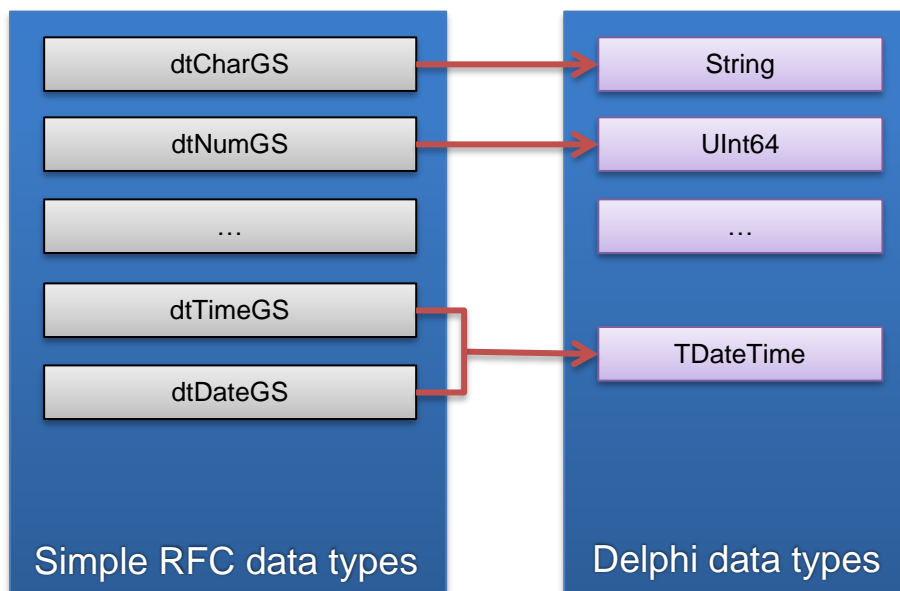 dtCharGS
String
dtNumGS
UInt64
…
…
dtTimeGS
TDateTime
dtDateGS
Simple RFC data types
Delphi data types